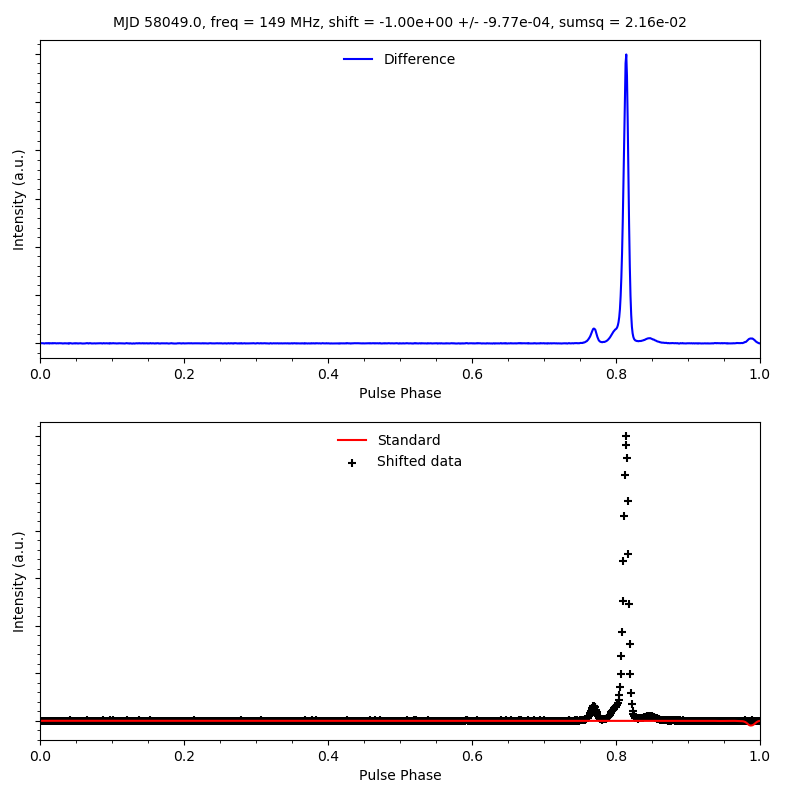 MJD 58049.0, freq = 149 MHz, shift = -1.00e+00 +/- -9.77e-04, sumsq = 2.16e-02
Difference
Intensity (a.u.)
0.0 0.2 0.4 0.6 0.8 1.0
Pulse Phase
Standard
Shifted data
Intensity (a.u.)
0.0 0.2 0.4 0.6 0.8 1.0
Pulse Phase